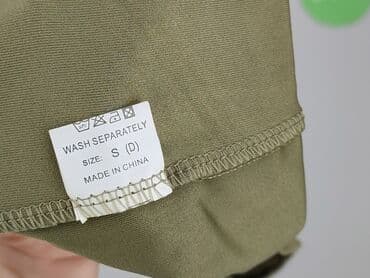 WASH SEPARATELY
SIZE: S (D)
MADE IN CHINA